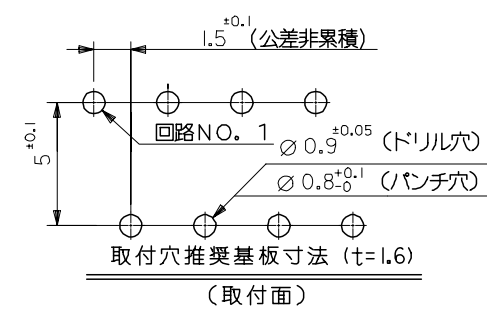 1.5±0.1 (公差非累積)
5±0.1
回路NO. 1
⌀0.9±0.05 (ドリル穴)
⌀0.8+0.1-0 (パンチ穴)
取付穴推奨基板寸法 (t=1.6)
(取付面)